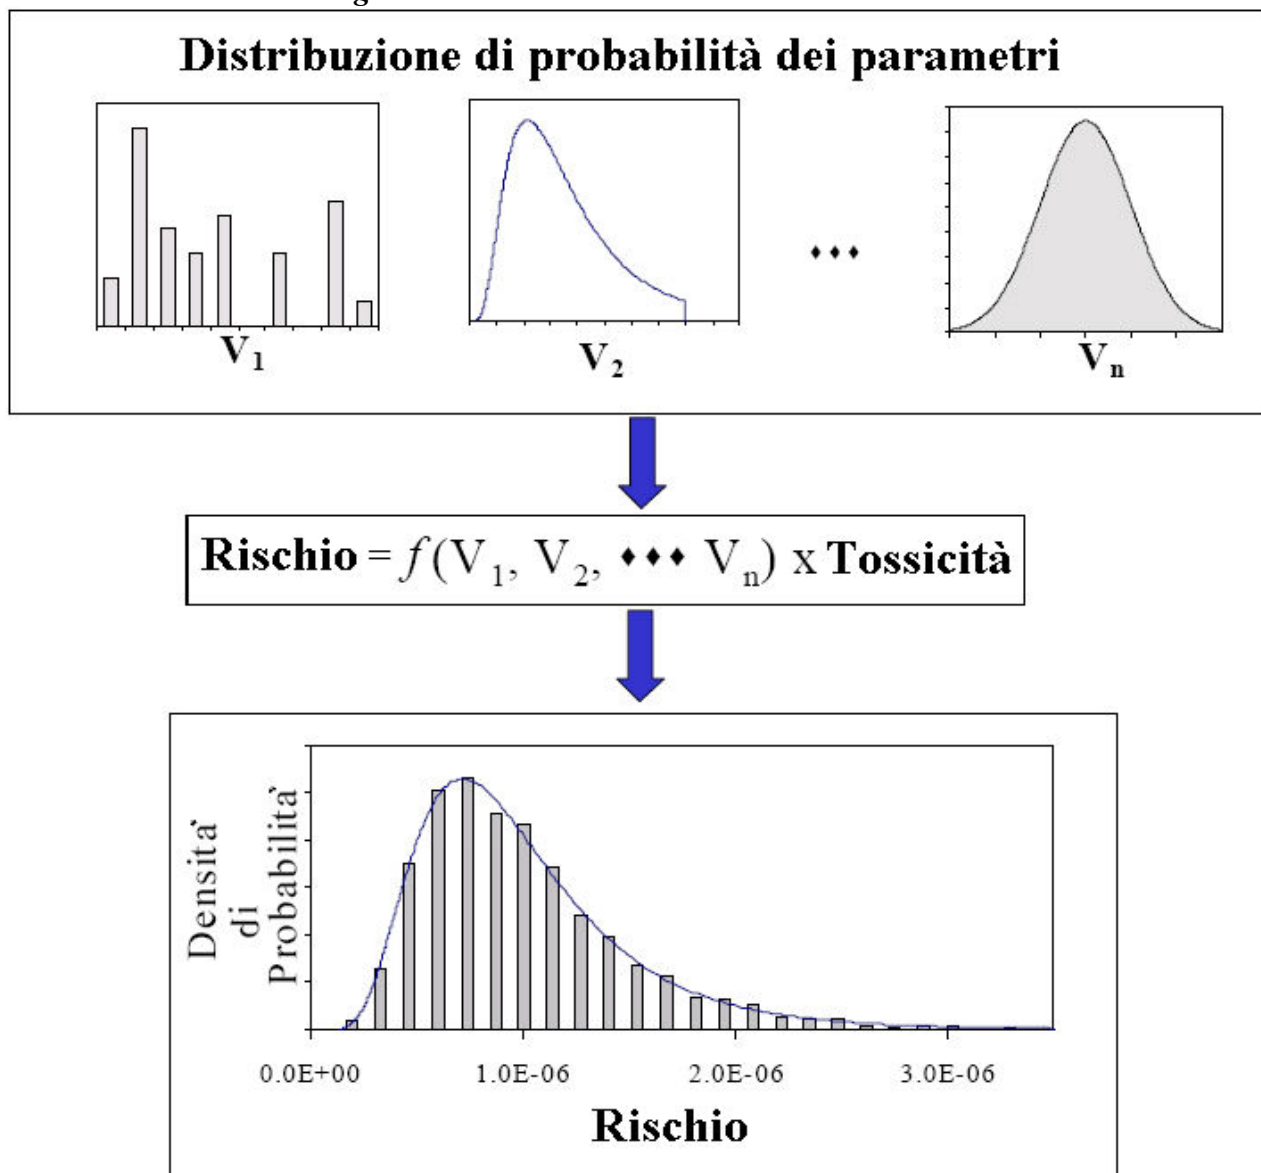 g
Distribuzione di probabilità dei parametri
V1 V2 ♦♦♦ Vn
Rischio = f(V1, V2, ♦♦♦ Vn) x Tossicità
Densità
di
Probabilità
0.0E+00 1.0E-06 2.0E-06 3.0E-06
Rischio